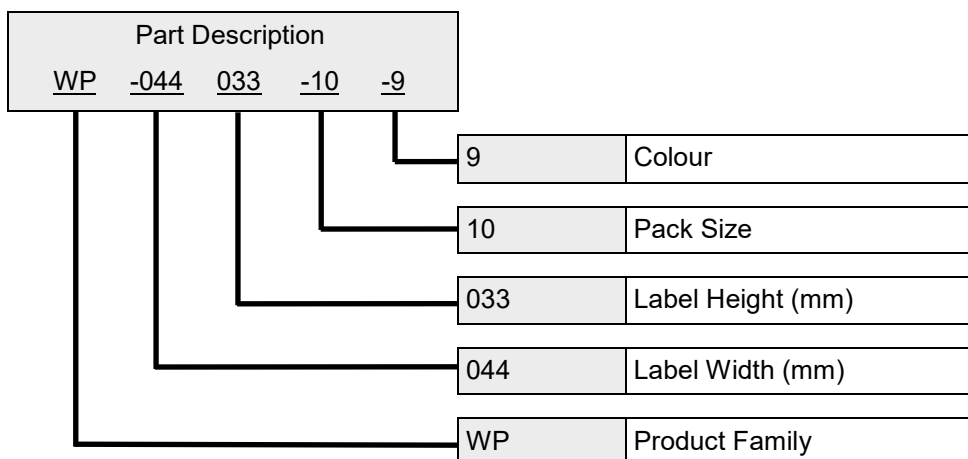 Part Description
WP -044 033 -10 -9
9 Colour
10 Pack Size
033 Label Height (mm)
044 Label Width (mm)
WP Product Family